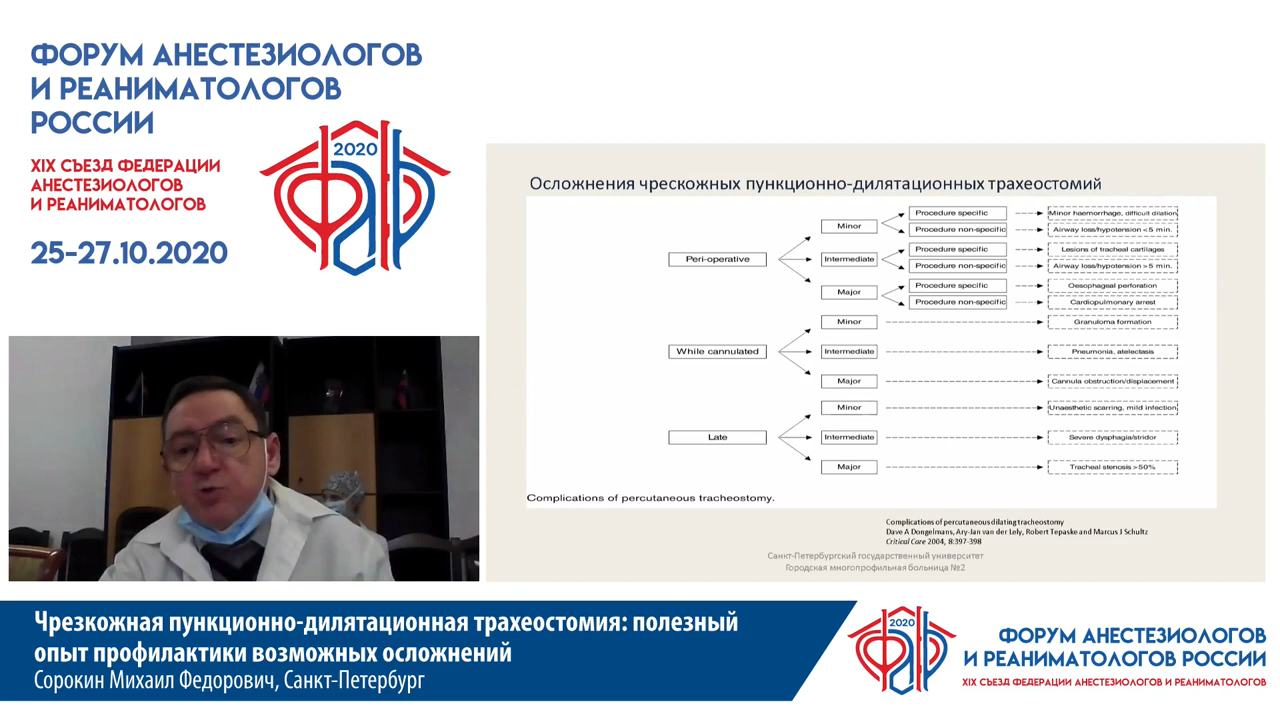 ФОРУМ АНЕСТЕЗИОЛОГОВ
И РЕАНИМАТОЛОГОВ
РОССИИ
XIX СЪЕЗД ФЕДЕРАЦИИ
АНЕСТЕЗИОЛОГОВ
И РЕАНИМАТОЛОГОВ
25-27.10.2020
2020
Осложнения чрескожных пункционно-дилятационных трахеостомий
Peri-operative
Minor
Procedure specific
Minor haemorrhage, difficult dilation
Procedure non-specific
Airway loss/hypotension <5 min.
Intermediate
Procedure specific
Lesions of tracheal cartilages
Procedure non-specific
Airway loss/hypotension >5 min.
Major
Procedure specific
Oesophageal perforation
Procedure non-specific
Cardiopulmonary arrest
While cannulated
Minor
Granuloma formation
Intermediate
Pneumonia, atelectasis
Major
Cannula obstruction/displacement
Late
Minor
Unaesthetic scarring, mild infection
Intermediate
Severe dysphagia/stridor
Major
Tracheal stenosis >50%
Complications of percutaneous tracheostomy.
Complications of percutaneous dilating tracheostomy
Dave A Dongelmans, Ary-Jan van der Lely, Robert Tepaske and Marcus J Schultz
Critical Care 2004, 8:397-398
Санкт-Петербургский государственный университет
Городская многопрофильная больница №2
Чрезкожная пункционно-дилятационная трахеостомия: полезный
опыт профилактики возможных осложнений
Сорокин Михаил Федорович, Санкт-Петербург
2020
ФОРУМ АНЕСТЕЗИОЛОГОВ
И РЕАНИМАТОЛОГОВ РОССИИ
XIX СЪЕЗД ФЕДЕРАЦИИ АНЕСТЕЗИОЛОГОВ И РЕАНИМАТОЛОГОВ